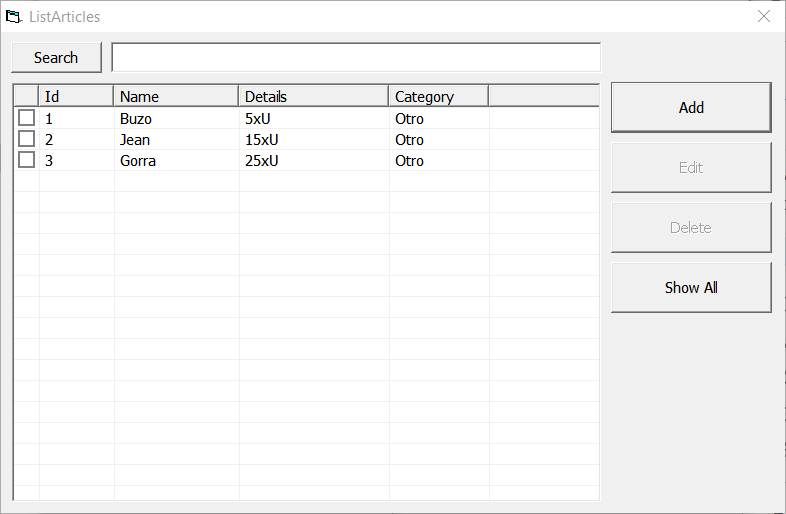 ListArticles
Search
Id Name Details Category
1 Buzo 5xU Otro
2 Jean 15xU Otro
3 Gorra 25xU Otro
Add
Edit
Delete
Show All